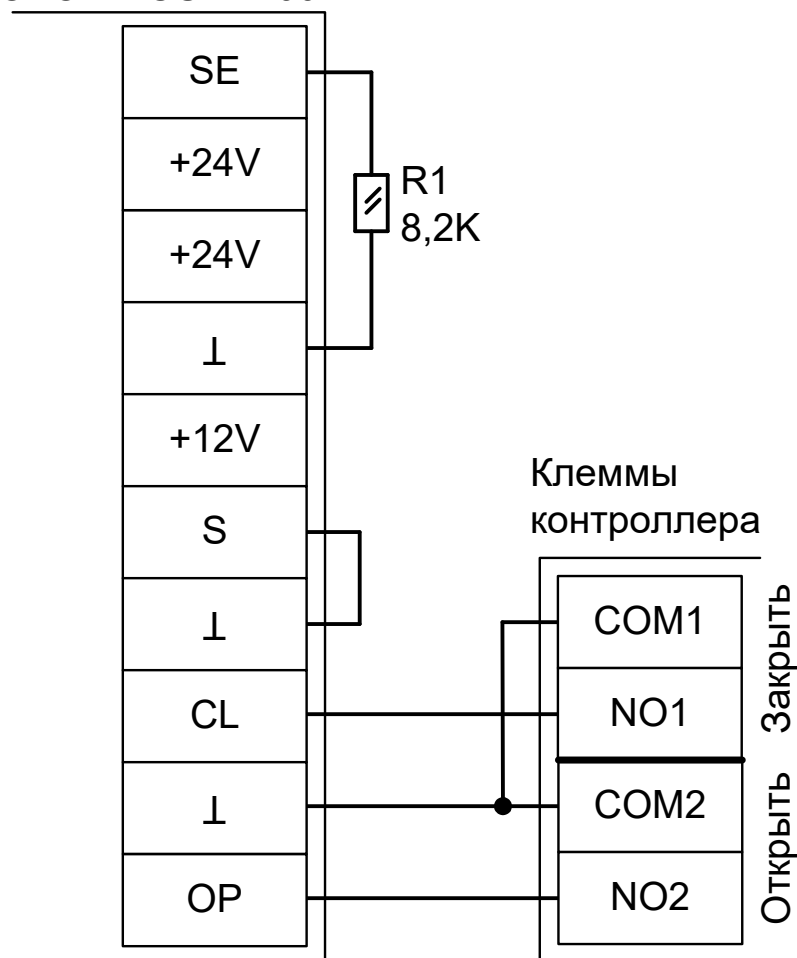 SE
+24V
+24V
⊥
+12V
S
⊥
CL
⊥
OP
R1
8,2K
Клеммы
контроллера
COM1
NO1
COM2
NO2
Закрыть
Открыть